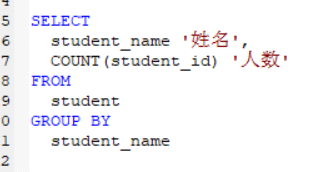 5 SELECT
6 student_name '姓名',
7 COUNT(student_id) '人数'
8 FROM
9 student
0 GROUP BY
1 student_name
2